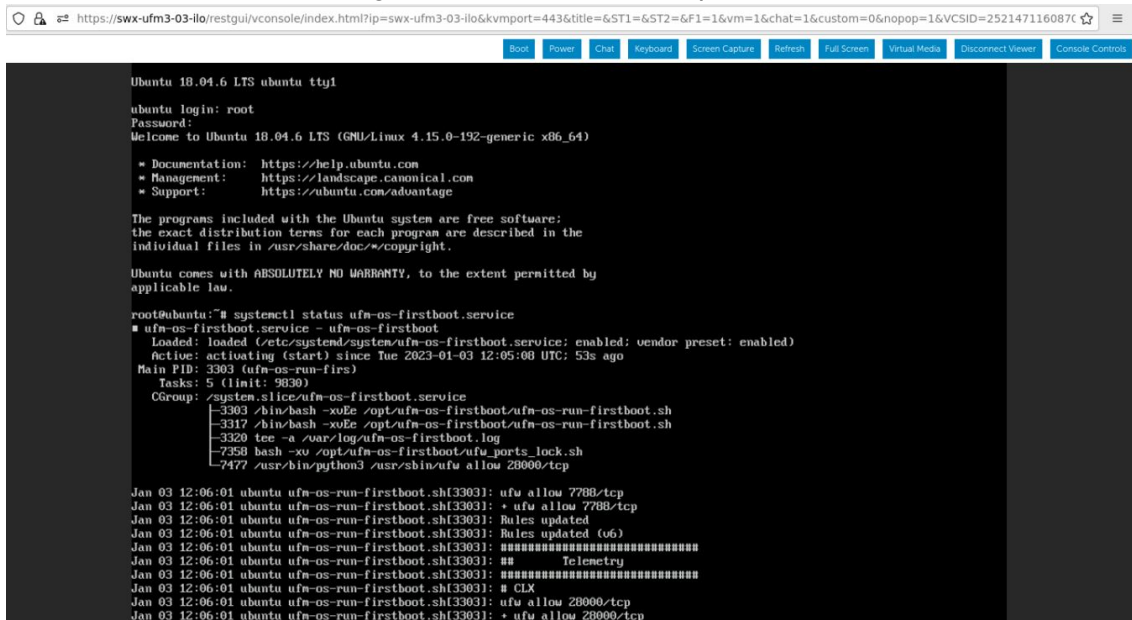 https://swx-ufm3-03-ilo/restgui/vconsole/index.html?ip=swx-ufm3-03-ilo&kvmport=443&title=&ST1=&ST2=&F1=1&vm=1&chat=1&custom=0&nopop=1&VCSID=2521471160870
Boot Power Chat Keyboard Screen Capture Refresh Full Screen Virtual Media Disconnect Viewer Console Controls
Ubuntu 18.04.6 LTS ubuntu tty1
ubuntu login: root
Password:
Welcome to Ubuntu 18.04.6 LTS (GNU/Linux 4.15.0-192-generic x86_64)
* Documentation:  https://help.ubuntu.com
* Management:     https://landscape.canonical.com
* Support:        https://ubuntu.com/advantage
The programs included with the Ubuntu system are free software;
the exact distribution terms for each program are described in the
individual files in /usr/share/doc/*/copyright.
Ubuntu comes with ABSOLUTELY NO WARRANTY, to the extent permitted by
applicable law.
root@ubuntu:~# systemctl status ufm-os-firstboot.service
■ ufm-os-firstboot.service - ufm-os-firstboot
Loaded: loaded (/etc/systemd/system/ufm-os-firstboot.service; enabled; vendor preset: enabled)
Active: activating (start) since Tue 2023-01-03 12:05:08 UTC; 53s ago
Main PID: 3303 (ufm-os-run-firs)
Tasks: 5 (limit: 9830)
CGroup: /system.slice/ufm-os-firstboot.service
├─3303 /bin/bash -xvEe /opt/ufm-os-firstboot/ufm-os-run-firstboot.sh
├─3317 /bin/bash -xvEe /opt/ufm-os-firstboot/ufm-os-run-firstboot.sh
├─3320 tee -a /var/log/ufm-os-firstboot.log
├─7358 bash -xv /opt/ufm-os-firstboot/ufw_ports_lock.sh
└─7477 /usr/bin/python3 /usr/sbin/ufw allow 28000/tcp
Jan 03 12:06:01 ubuntu ufm-os-run-firstboot.sh[3303]: ufw allow 7788/tcp
Jan 03 12:06:01 ubuntu ufm-os-run-firstboot.sh[3303]: + ufw allow 7788/tcp
Jan 03 12:06:01 ubuntu ufm-os-run-firstboot.sh[3303]: Rules updated
Jan 03 12:06:01 ubuntu ufm-os-run-firstboot.sh[3303]: Rules updated (v6)
Jan 03 12:06:01 ubuntu ufm-os-run-firstboot.sh[3303]: #############################
Jan 03 12:06:01 ubuntu ufm-os-run-firstboot.sh[3303]: ##       Telemetry
Jan 03 12:06:01 ubuntu ufm-os-run-firstboot.sh[3303]: #############################
Jan 03 12:06:01 ubuntu ufm-os-run-firstboot.sh[3303]: # CLX
Jan 03 12:06:01 ubuntu ufm-os-run-firstboot.sh[3303]: ufw allow 28000/tcp
Jan 03 12:06:01 ubuntu ufm-os-run-firstboot.sh[3303]: + ufw allow 28000/tcp